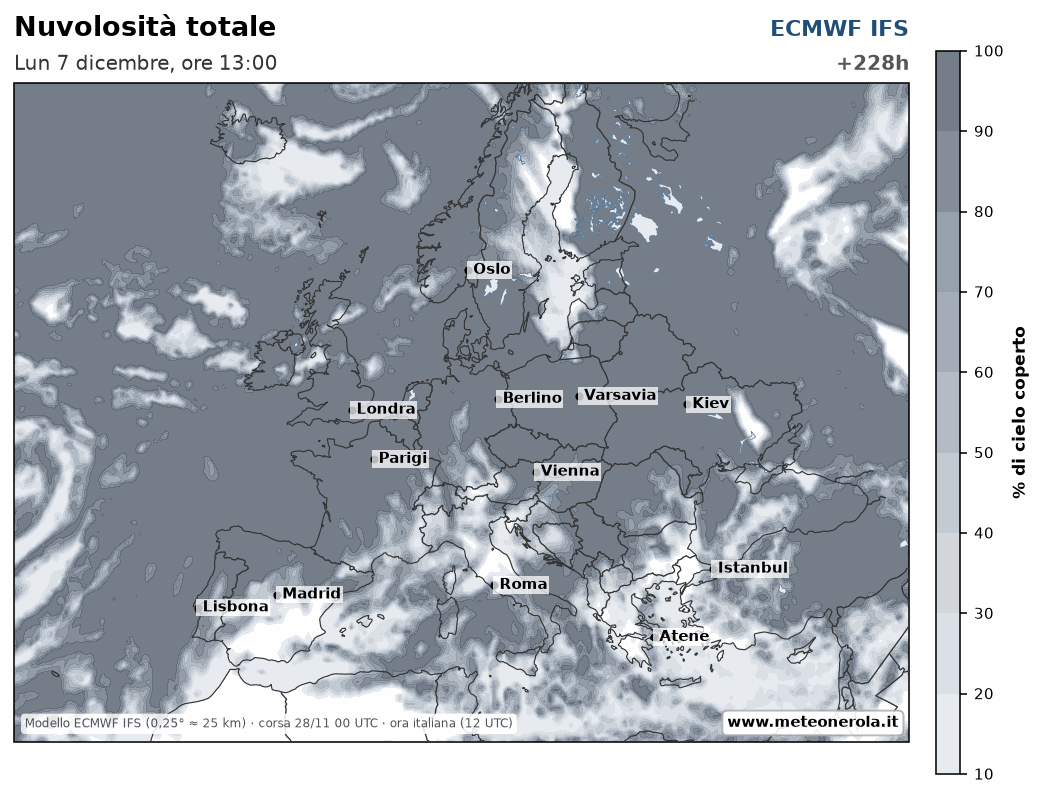 Nuvolosità totale
ECMWF IFS
Lun 7 dicembre, ore 13:00
+228h
100
90
80
70
60
50
40
30
20
10
% di cielo coperto
Oslo
Berlino
Varsavia
Kiev
Londra
Parigi
Vienna
Istanbul
Roma
Madrid
Lisbona
Atene
Modello ECMWF IFS (0.25° ≈ 25 km) · corsa 28/11 00 UTC · ora italiana (12 UTC)
www.meteonerola.it